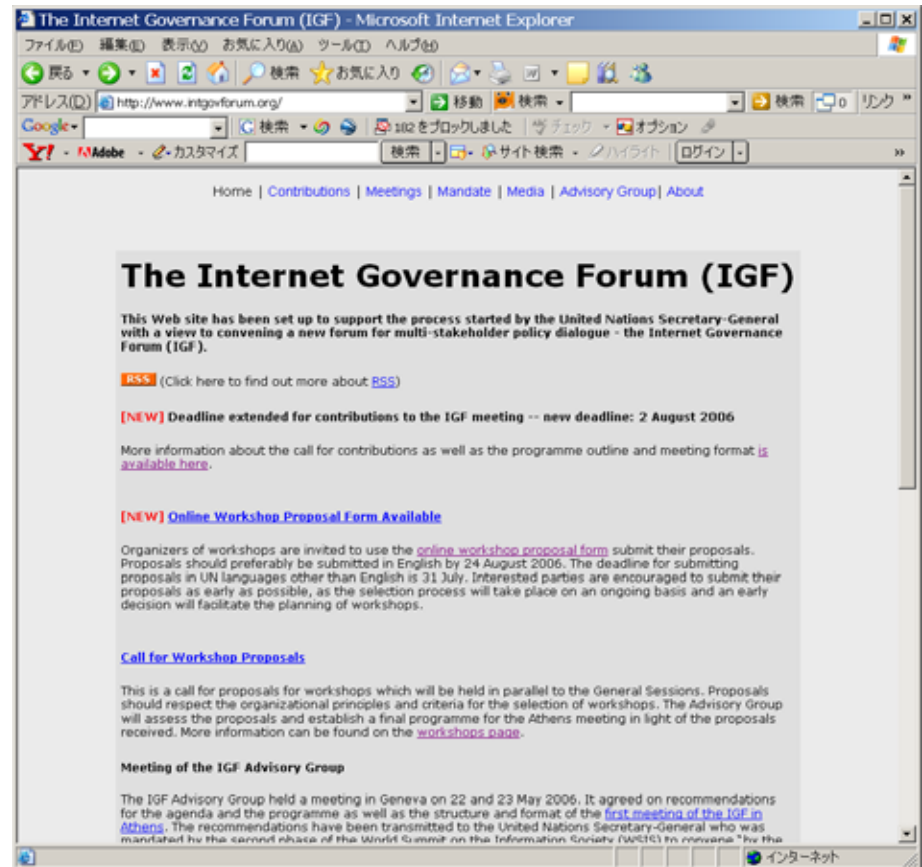 The Internet Governance Forum (IGF) - Microsoft Internet Explorer
ファイル(F) 編集(E) 表示(V) お気に入り(A) ツール(T) ヘルプ(H)
戻る 検索 お気に入り
アドレス(D) http://www.intgovforum.org/ 移動 検索 検索 0 リンク »
Google 検索 102 をブロックしました チェック オプション
Y! Adobe カスタマイズ 検索 サイト検索 ハイライト ログイン »
Home | Contributions | Meetings | Mandate | Media | Advisory Group| About
The Internet Governance Forum (IGF)
This Web site has been set up to support the process started by the United Nations Secretary-General
with a view to convening a new forum for multi-stakeholder policy dialogue - the Internet Governance
Forum (IGF).
RSS (Click here to find out more about RSS)
[NEW] Deadline extended for contributions to the IGF meeting -- new deadline: 2 August 2006
More information about the call for contributions as well as the programme outline and meeting format is
available here.
[NEW] Online Workshop Proposal Form Available
Organizers of workshops are invited to use the online workshop proposal form submit their proposals.
Proposals should preferably be submitted in English by 24 August 2006. The deadline for submitting
proposals in UN languages other than English is 31 July. Interested parties are encouraged to submit their
proposals as early as possible, as the selection process will take place on an ongoing basis and an early
decision will facilitate the planning of workshops.
Call for Workshop Proposals
This is a call for proposals for workshops which will be held in parallel to the General Sessions. Proposals
should respect the organizational principles and criteria for the selection of workshops. The Advisory Group
will assess the proposals and establish a final programme for the Athens meeting in light of the proposals
received. More information can be found on the workshops page.
Meeting of the IGF Advisory Group
The IGF Advisory Group held a meeting in Geneva on 22 and 23 May 2006. It agreed on recommendations
for the agenda and the programme as well as the structure and format of the first meeting of the IGF in
Athens. The recommendations have been transmitted to the United Nations Secretary-General who was
mandated by the second phase of the World Summit on the Information Society (WSIS) to convene "by the
インターネット